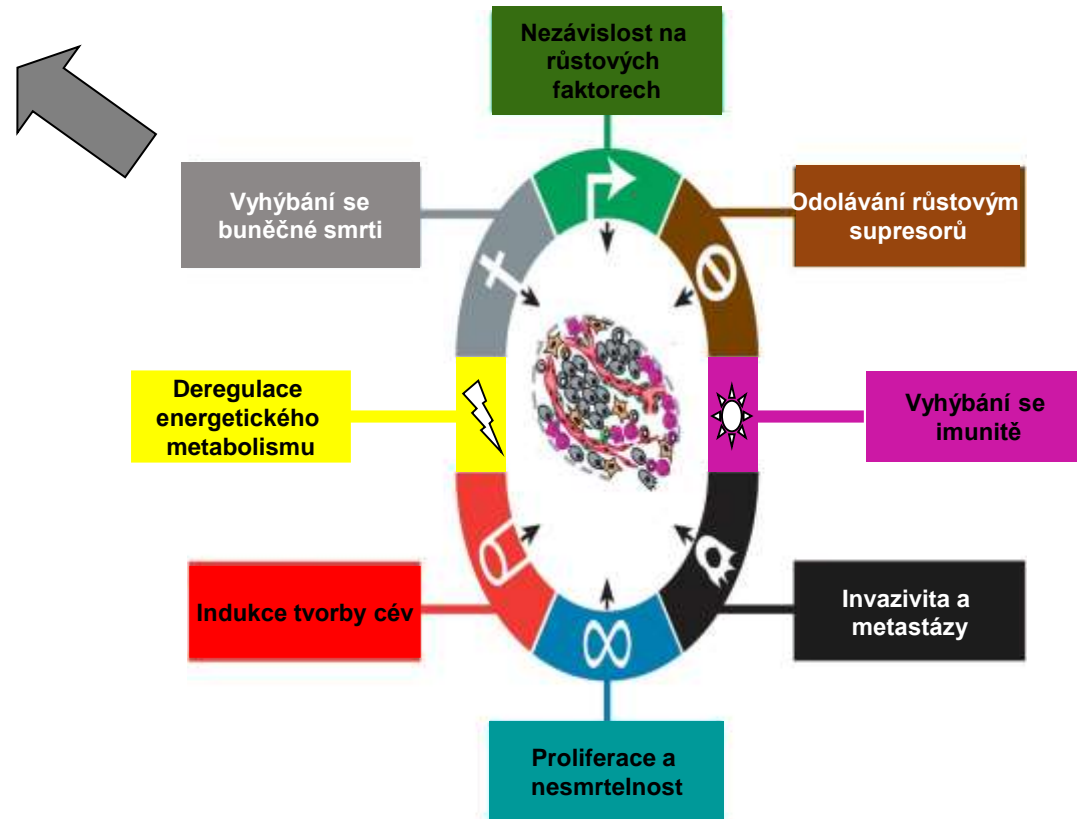 Nezávislost na
růstových
faktorech
Vyhýbání se
buněčné smrti
Odolávání růstovým
supresorů
Deregulace
energetického
metabolismu
Vyhýbání se
imunitě
Indukce tvorby cév
Invazivita a
metastázy
Proliferace a
nesmrtelnost